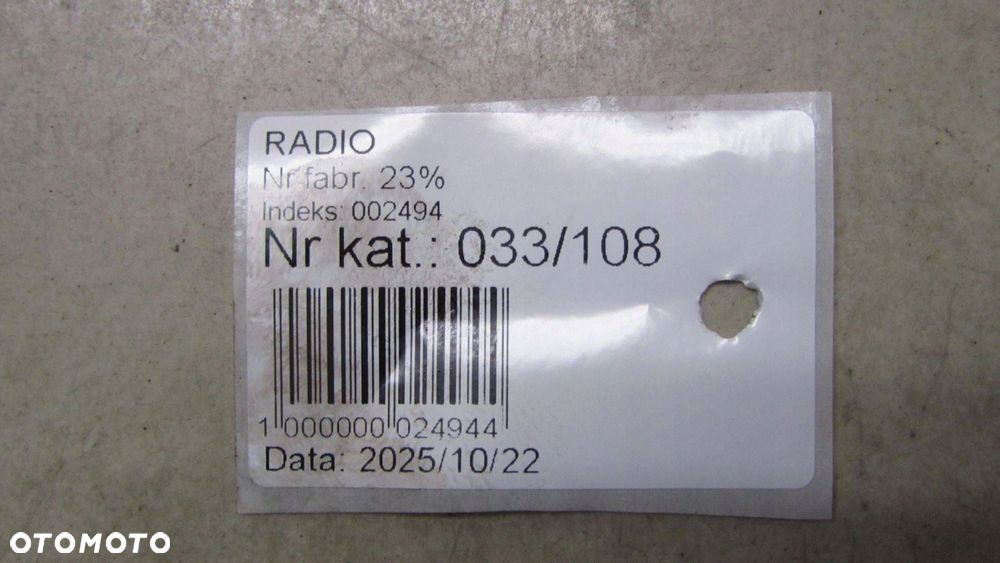 RADIO
Nr fabr. 23%
Indeks: 002494
Nr kat.: 033/108
1 000000 024944
Data: 2025/10/22
OTOMOTO